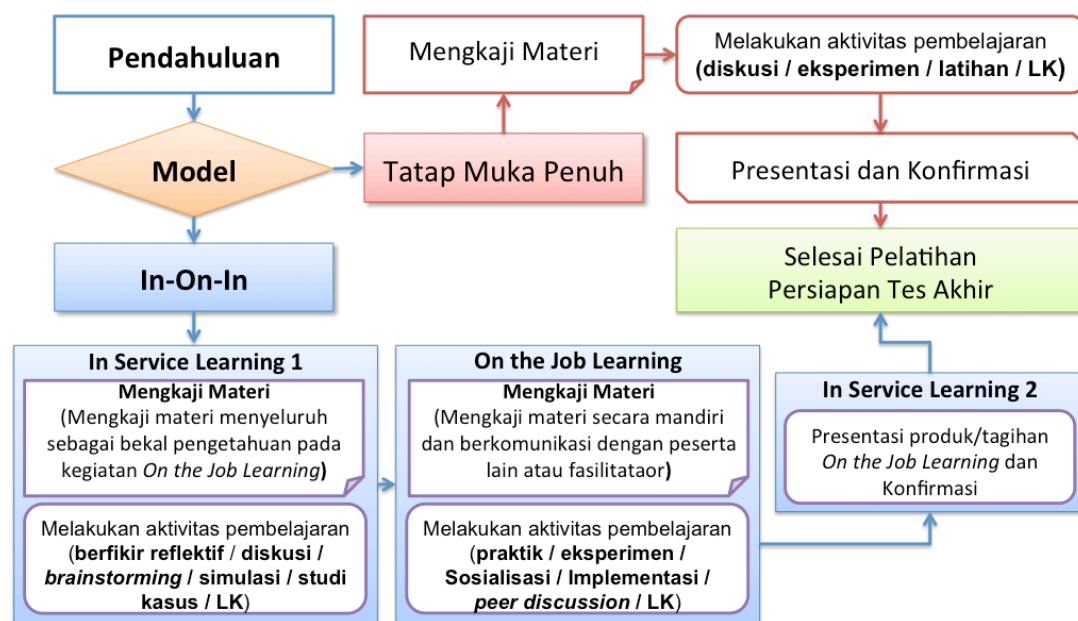 Pendahuluan
Model
Tatap Muka Penuh
Mengkaji Materi
Melakukan aktivitas pembelajaran
(diskusi / eksperimen / latihan / LK)
Presentasi dan Konfirmasi
Selesai Pelatihan
Persiapan Tes Akhir
In-On-In
In Service Learning 1
Mengkaji Materi
(Mengkaji materi menyeluruh
sebagai bekal pengetahuan pada
kegiatan On the Job Learning)
Melakukan aktivitas pembelajaran
(berfikir reflektif / diskusi /
brainstorming / simulasi / studi
kasus / LK)
On the Job Learning
Mengkaji Materi
(Mengkaji materi secara mandiri
dan berkomunikasi dengan peserta
lain atau fasilitataor)
Melakukan aktivitas pembelajaran
(praktik / eksperimen /
Sosialisasi / Implementasi /
peer discussion / LK)
In Service Learning 2
Presentasi produk/tagihan
On the Job Learning dan
Konfirmasi